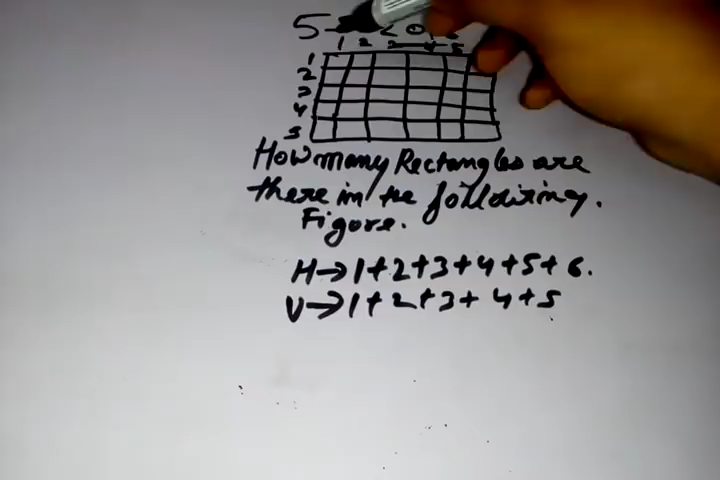 5
1 2 3 4 5
1
2
3
4
5
How many Rectangles are
there in the following.
Figure.
H→1+2+3+4+5+6.
V→1+2+3+4+5